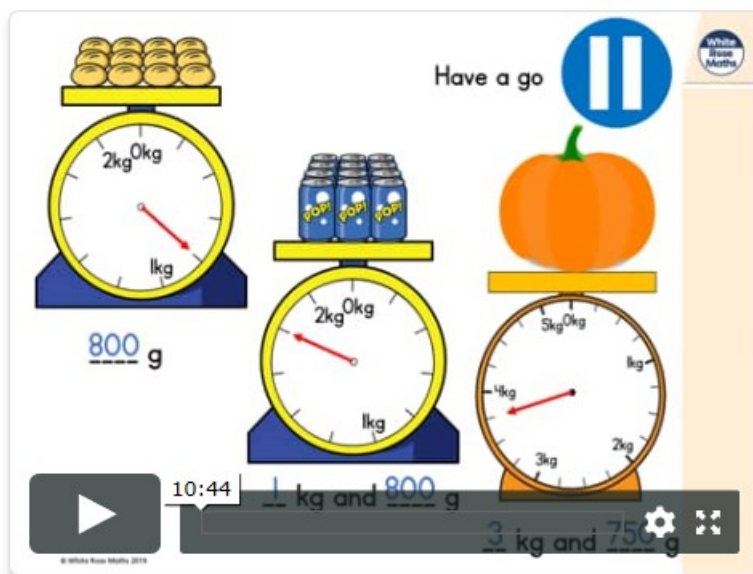 White
Rose
Maths
Have a go
2kg 0kg
1kg
800 g
POP! POP! POP!
2kg 0kg
1kg
5kg 0kg
1kg
4kg
2kg
3kg
10:44
1 kg and 800 g
3 kg and 750 g
© White Rose Maths 2019